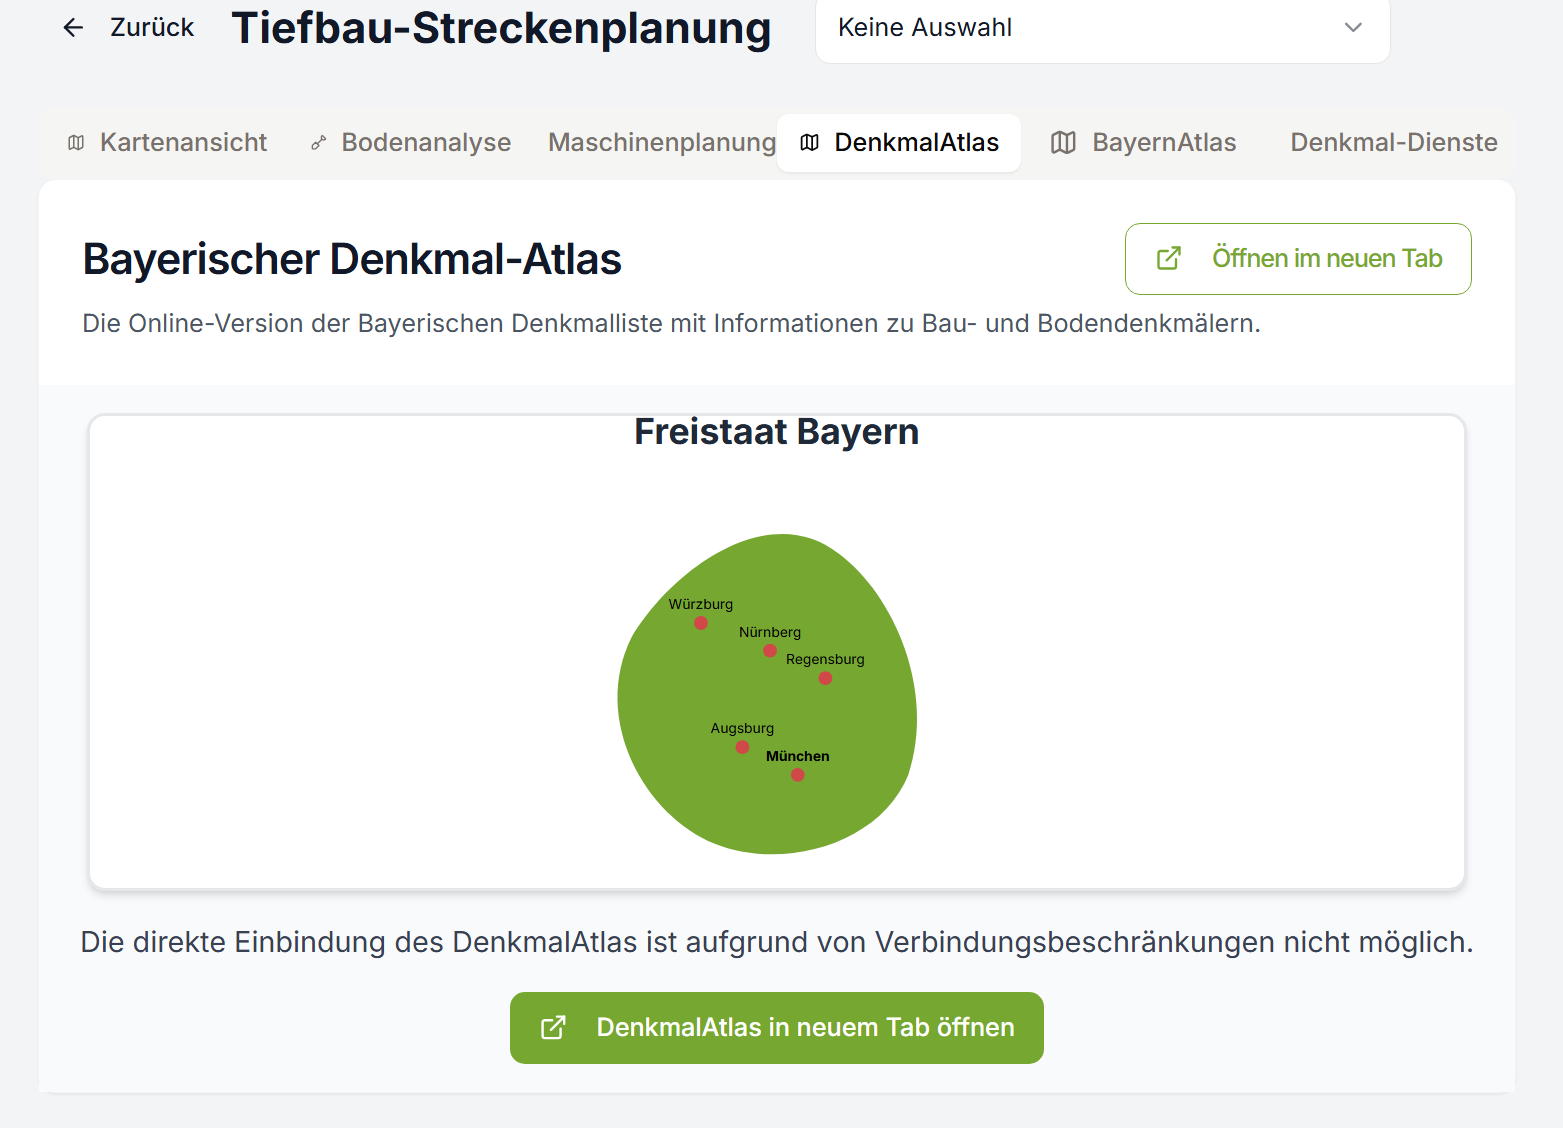 Zurück Tiefbau-Streckenplanung Keine Auswahl
Kartenansicht Bodenanalyse Maschinenplanung DenkmalAtlas BayernAtlas Denkmal-Dienste
Bayerischer Denkmal-Atlas Öffnen im neuen Tab
Die Online-Version der Bayerischen Denkmalliste mit Informationen zu Bau- und Bodendenkmälern.
Freistaat Bayern
Würzburg
Nürnberg
Regensburg
Augsburg
München
Die direkte Einbindung des DenkmalAtlas ist aufgrund von Verbindungsbeschränkungen nicht möglich.
DenkmalAtlas in neuem Tab öffnen